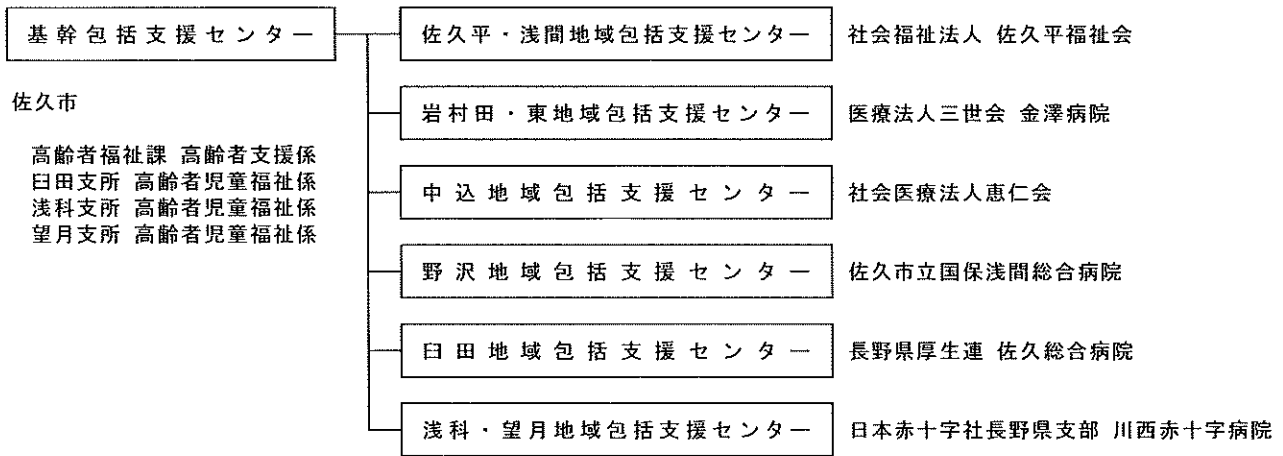 基幹包括支援センター
佐久市
高齢者福祉課 高齢者支援係
臼田支所 高齢者児童福祉係
浅科支所 高齢者児童福祉係
望月支所 高齢者児童福祉係
佐久平・浅間地域包括支援センター 社会福祉法人 佐久平福祉会
岩村田・東地域包括支援センター 医療法人三世会 金澤病院
中込地域包括支援センター 社会医療法人恵仁会
野沢地域包括支援センター 佐久市立国保浅間総合病院
臼田地域包括支援センター 長野県厚生連 佐久総合病院
浅科・望月地域包括支援センター 日本赤十字社長野県支部 川西赤十字病院